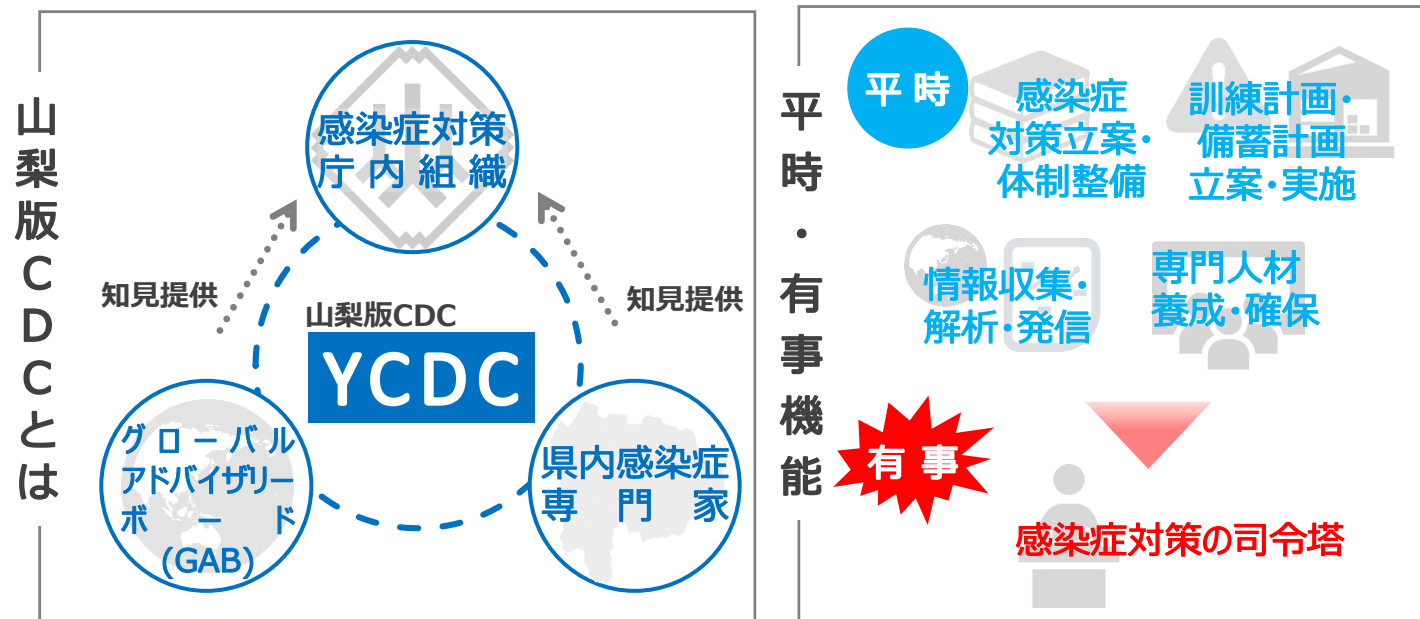 山梨版CDCとは
感染症対策
庁内組織
知見提供
知見提供
山梨版CDC
YCDC
グローバル
アドバイザリー
ボード
(GAB)
県内感染症
専門家
平時・有事機能
平時
感染症
対策立案・
体制整備
訓練計画・
備蓄計画
立案・実施
情報収集・
解析・発信
専門人材
養成・確保
有事
感染症対策の司令塔